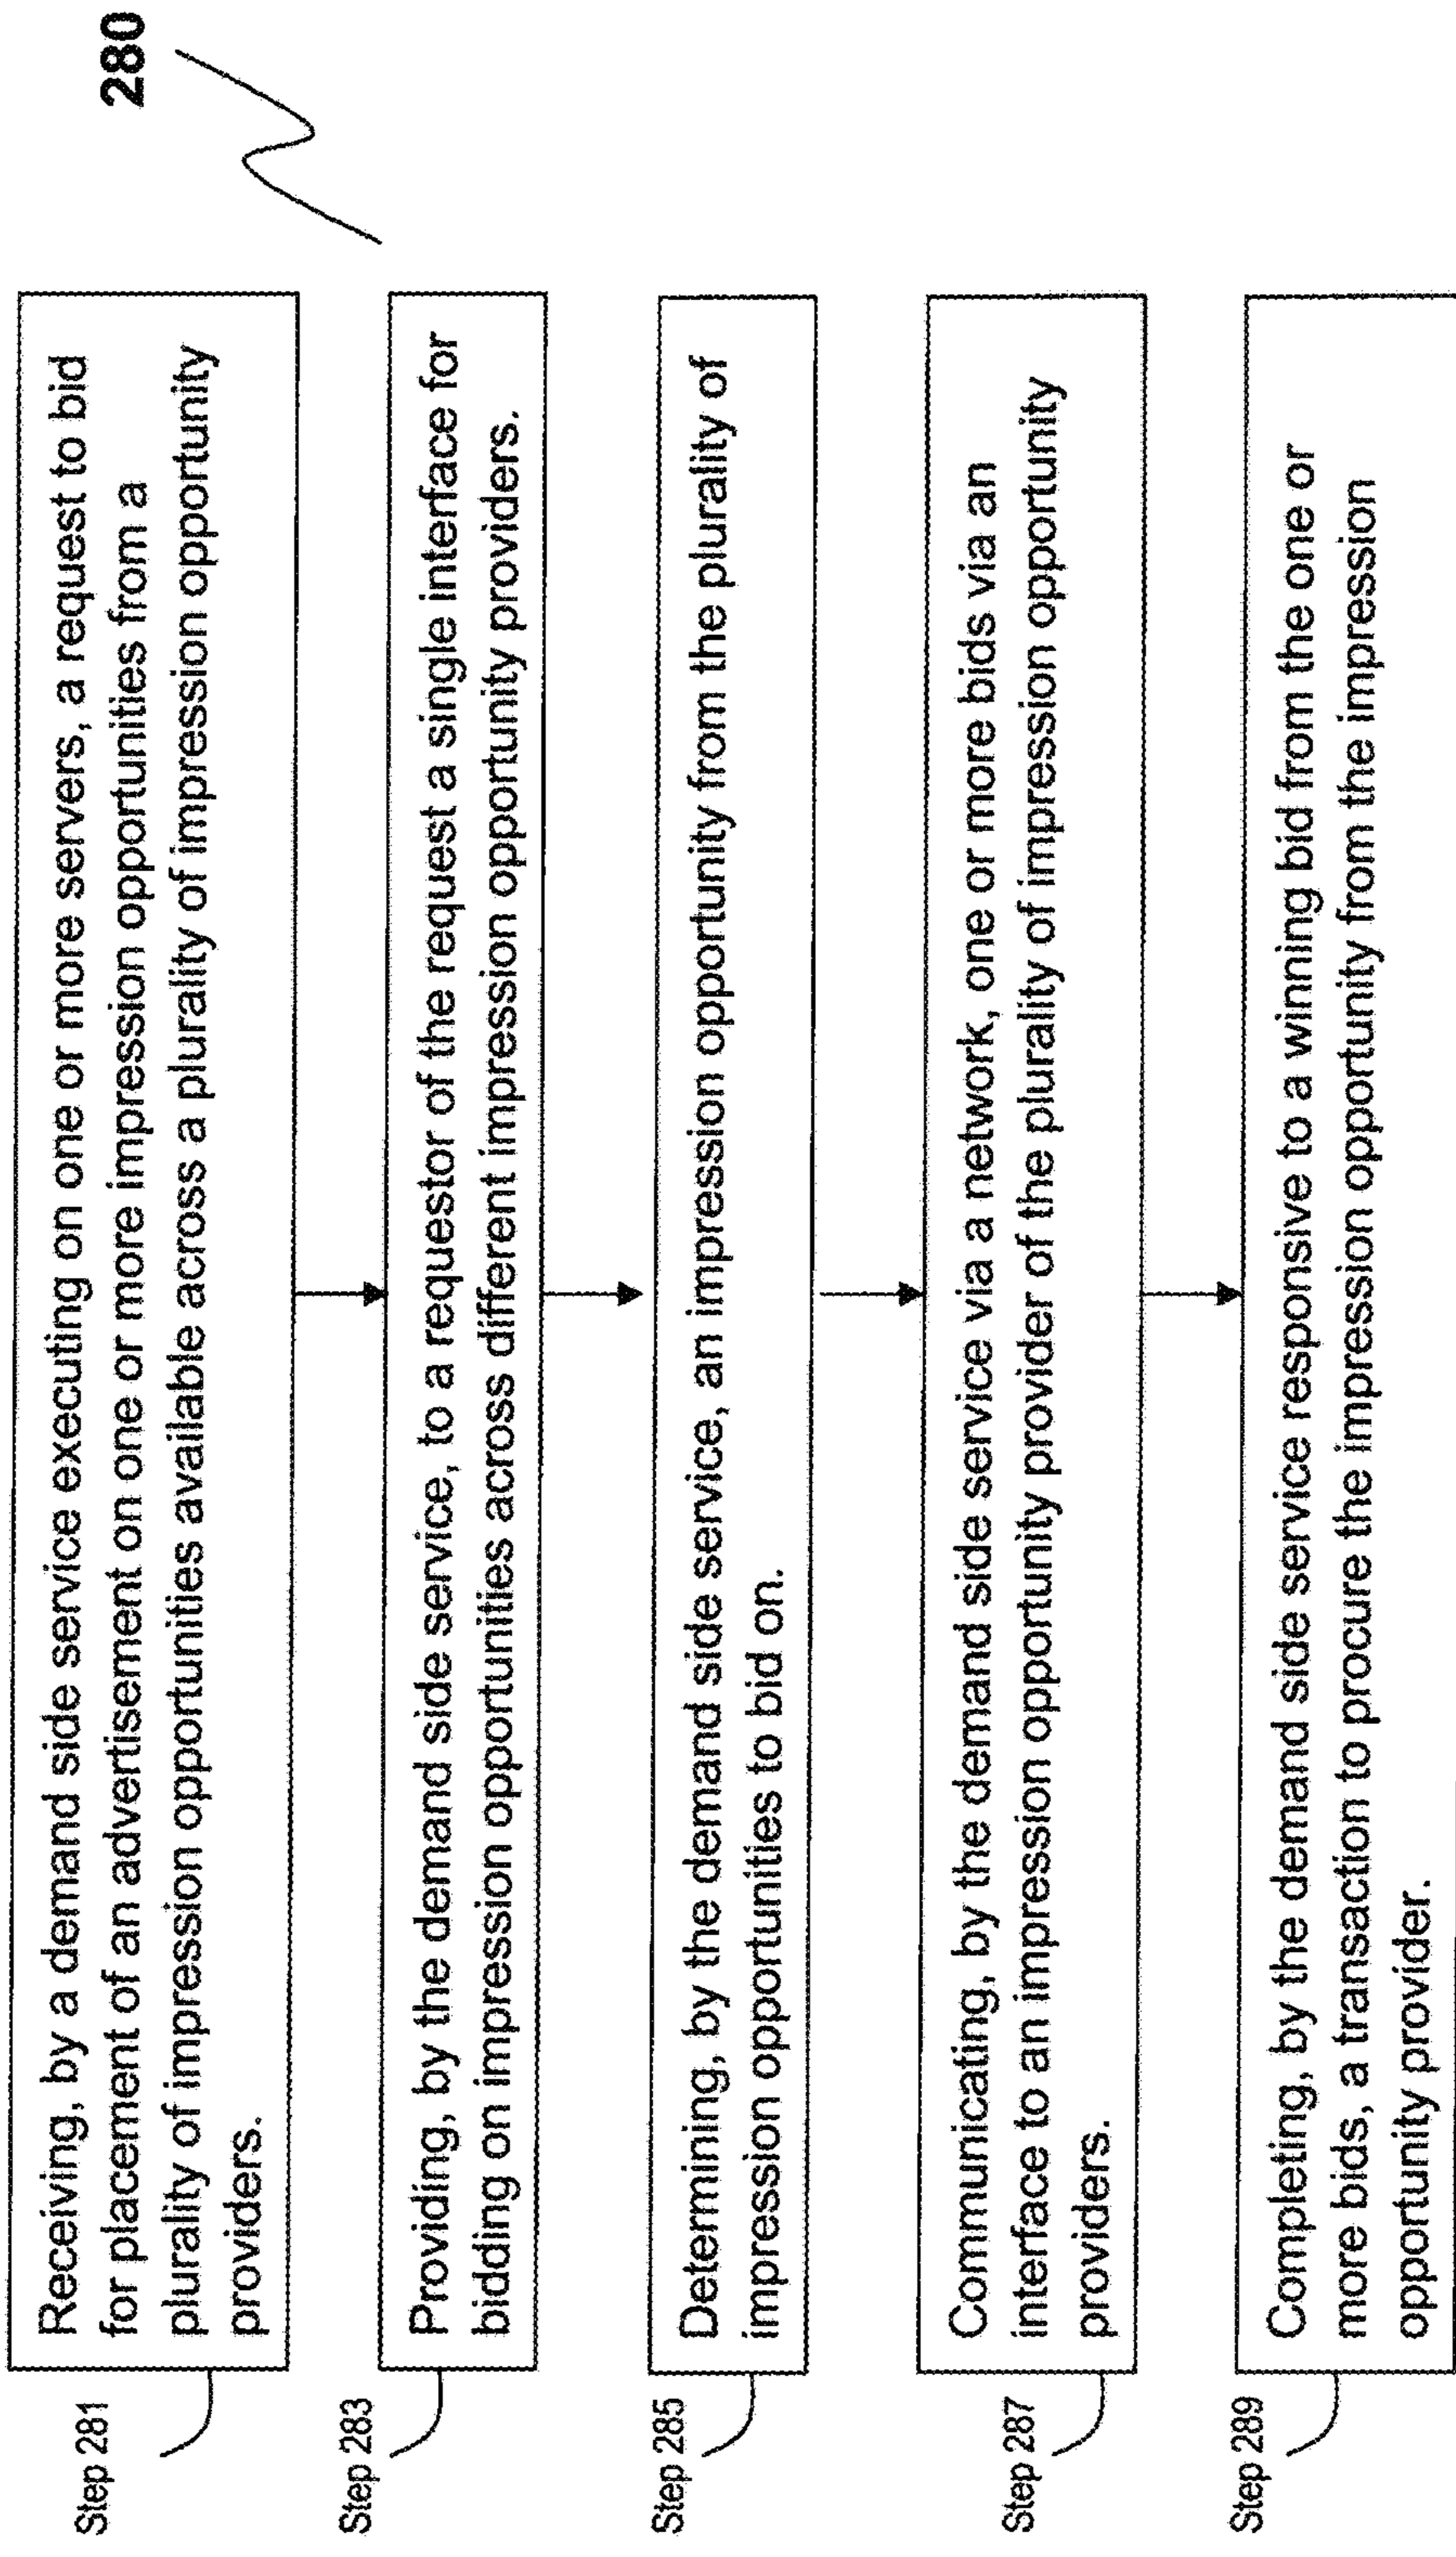 280
Step 281
Receiving, by a demand side service executing on one or more servers, a request to bid
for placement of an advertisement on one or more impression opportunities from a
plurality of impression opportunities available across a plurality of impression opportunity
providers.
Step 283
Providing, by the demand side service, to a requestor of the request a single interface for
bidding on impression opportunities across different impression opportunity providers.
Step 285
Determining, by the demand side service, an impression opportunity from the plurality of
impression opportunities to bid on.
Step 287
Communicating, by the demand side service via a network, one or more bids via an
interface to an impression opportunity provider of the plurality of impression opportunity
providers.
Step 289
Completing, by the demand side service responsive to a winning bid from the one or
more bids, a transaction to procure the impression opportunity from the impression
opportunity provider.